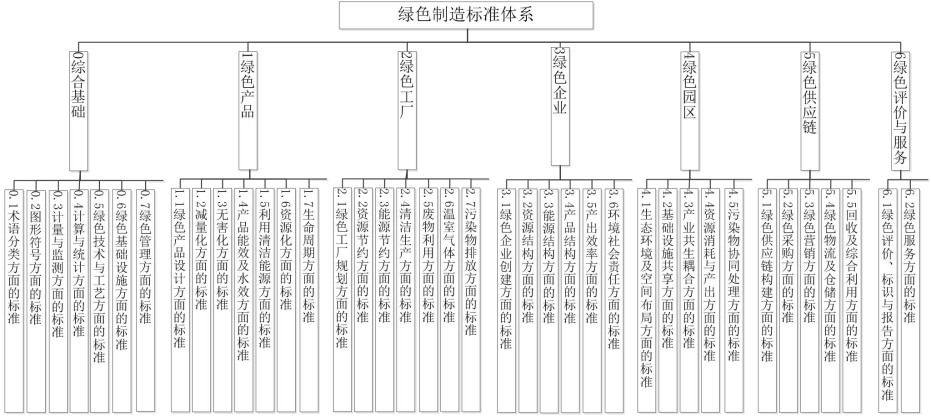 绿色制造标准体系
0综合基础
1绿色产品
2绿色工厂
3绿色企业
4绿色园区
5绿色供应链
6绿色评价与服务
0.1术语分类方面的标准
0.2图形符号方面的标准
0.3计量与监测方面的标准
0.4计算与统计方面的标准
0.5绿色技术与工艺方面的标准
0.6绿色基础设施方面的标准
0.7绿色管理方面的标准
1.1绿色产品设计方面的标准
1.2减量化方面的标准
1.3无害化方面的标准
1.4产品能效及水效方面的标准
1.5利用清洁能源方面的标准
1.6资源化方面的标准
1.7生命周期方面的标准
2.1绿色工厂规划方面的标准
2.2资源节约方面的标准
2.3能源节约方面的标准
2.4清洁生产方面的标准
2.5废物利用方面的标准
2.6温室气体方面的标准
2.7污染物排放方面的标准
3.1绿色企业创建方面的标准
3.2资源结构方面的标准
3.3能源结构方面的标准
3.4产品结构方面的标准
3.5产出效率方面的标准
3.6环境社会责任方面的标准
4.1生态环境及空间布局方面的标准
4.2基础设施共享方面的标准
4.3产业共生耦合方面的标准
4.4资源消耗与产出方面的标准
4.5污染物协同处理方面的标准
5.1绿色供应链构建方面的标准
5.2绿色采购方面的标准
5.3绿色营销方面的标准
5.4绿色物流及仓储方面的标准
5.5回收及综合利用方面的标准
6.1绿色评价、标识与报告方面的标准
6.2绿色服务方面的标准